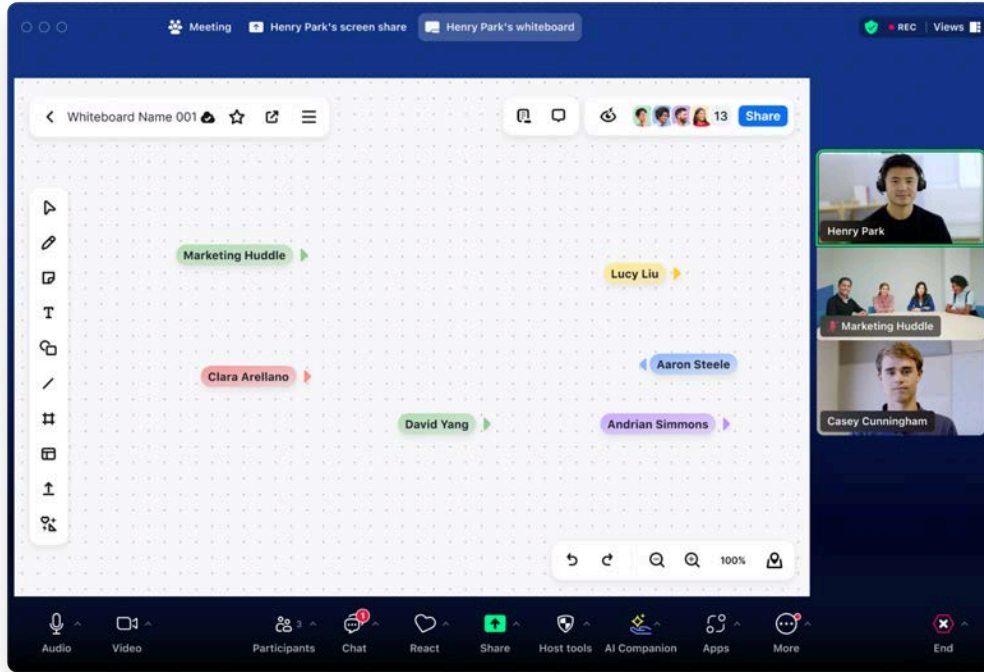 Meeting
Henry Park's screen share
Henry Park's whiteboard
REC
Views
Whiteboard Name 001
13
Share
Henry Park
Marketing Huddle
Lucy Liu
Marketing Huddle
Aaron Steele
Clara Arellano
David Yang
Andrian Simmons
Casey Cunningham
100%
3
1
Audio
Video
Participants
Chat
React
Share
Host tools
AI Companion
Apps
More
End